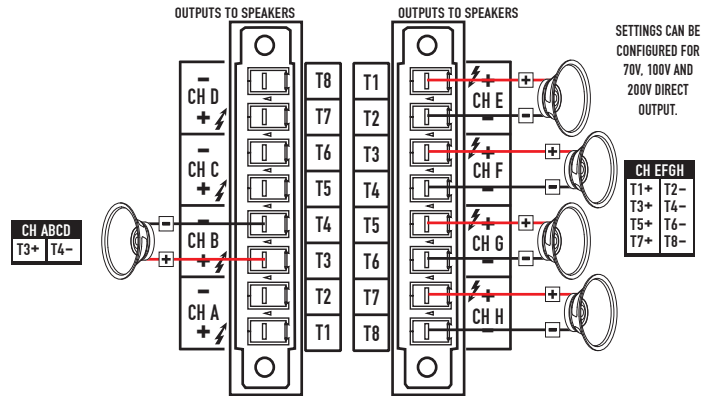 OUTPUTS TO SPEAKERS
OUTPUTS TO SPEAKERS
SETTINGS CAN BE
CONFIGURED FOR
70V, 100V AND
200V DIRECT
OUTPUT.
–
CH D
+
T8
T7
–
CH C
+
T6
T5
–
CH B
+
T4
T3
–
CH A
+
T2
T1
CH ABCD
T3+ T4–
-
+
T1
T2
+
CH E
–
+
-
T3
T4
+
CH F
–
+
-
T5
T6
+
CH G
–
+
-
T7
T8
+
CH H
–
+
-
CH EFGH
T1+ T2–
T3+ T4–
T5+ T6–
T7+ T8–